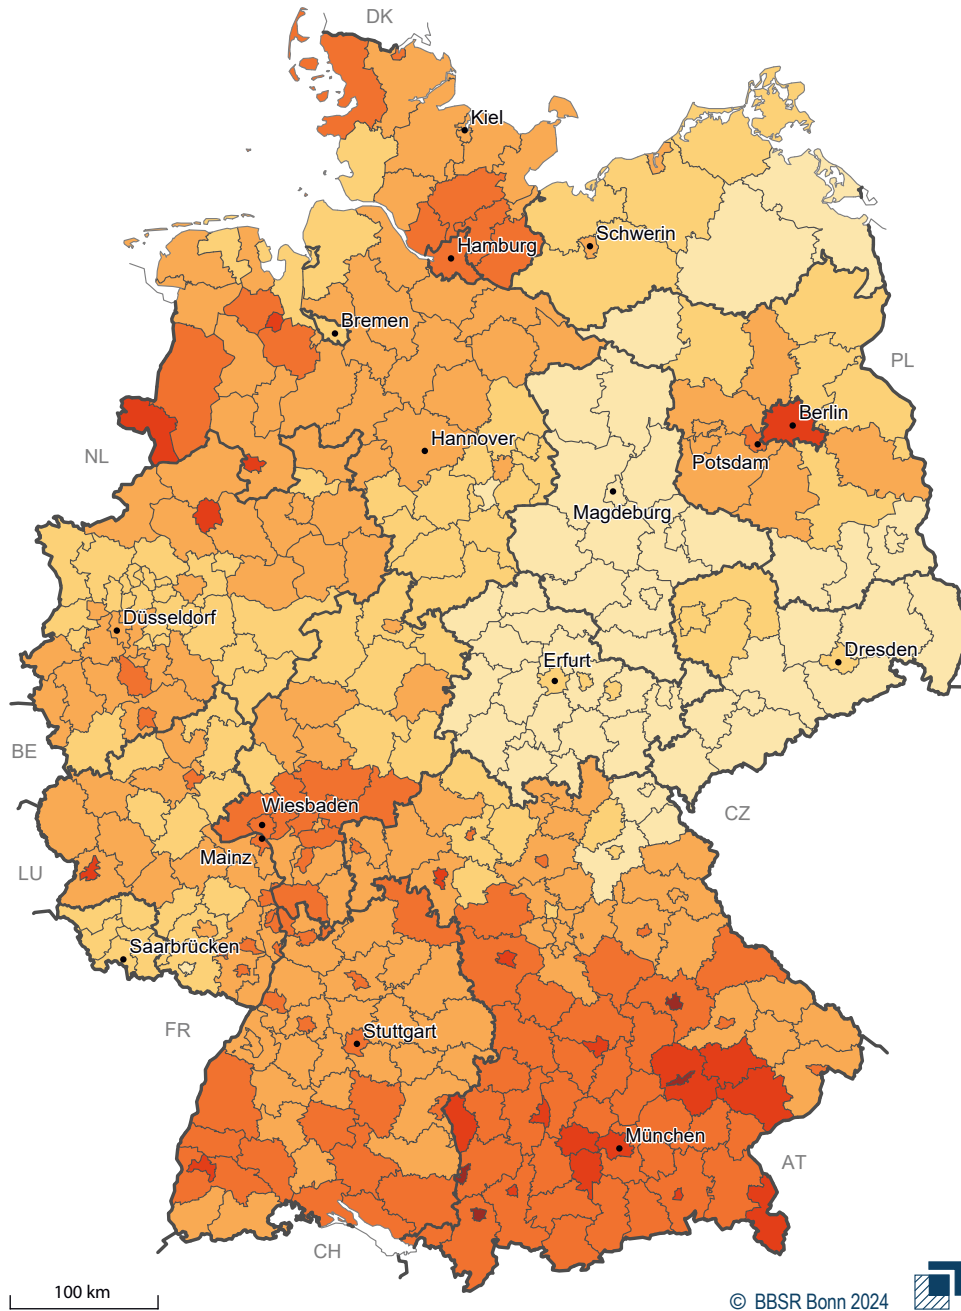 DK
Kiel
Schwerin
Hamburg
Bremen
PL
Berlin
Hannover
NL
Potsdam
Magdeburg
Düsseldorf
Erfurt
Dresden
BE
Wiesbaden
CZ
Mainz
LU
Saarbrücken
FR
Stuttgart
München
AT
CH
100 km
© BBSR Bonn 2024